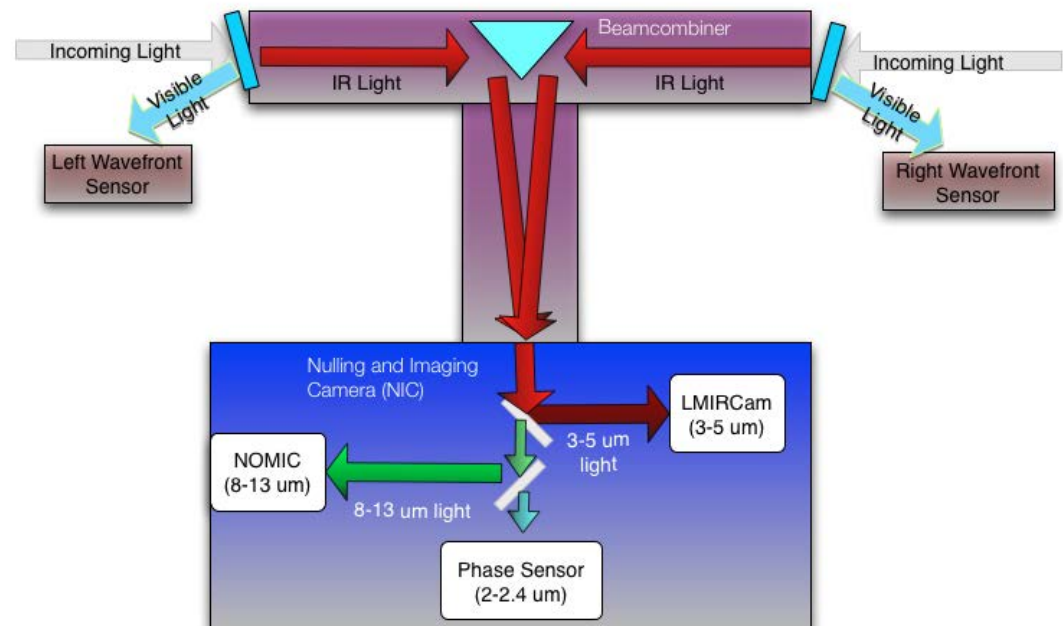 Beamcombiner
Incoming Light
IR Light
IR Light
Incoming Light
Visible
Light
Visible
Light
Left Wavefront
Sensor
Right Wavefront
Sensor
Nulling and Imaging
Camera (NIC)
LMIRCam
(3-5 um)
3-5 um
light
NOMIC
(8-13 um)
8-13 um light
Phase Sensor
(2-2.4 um)